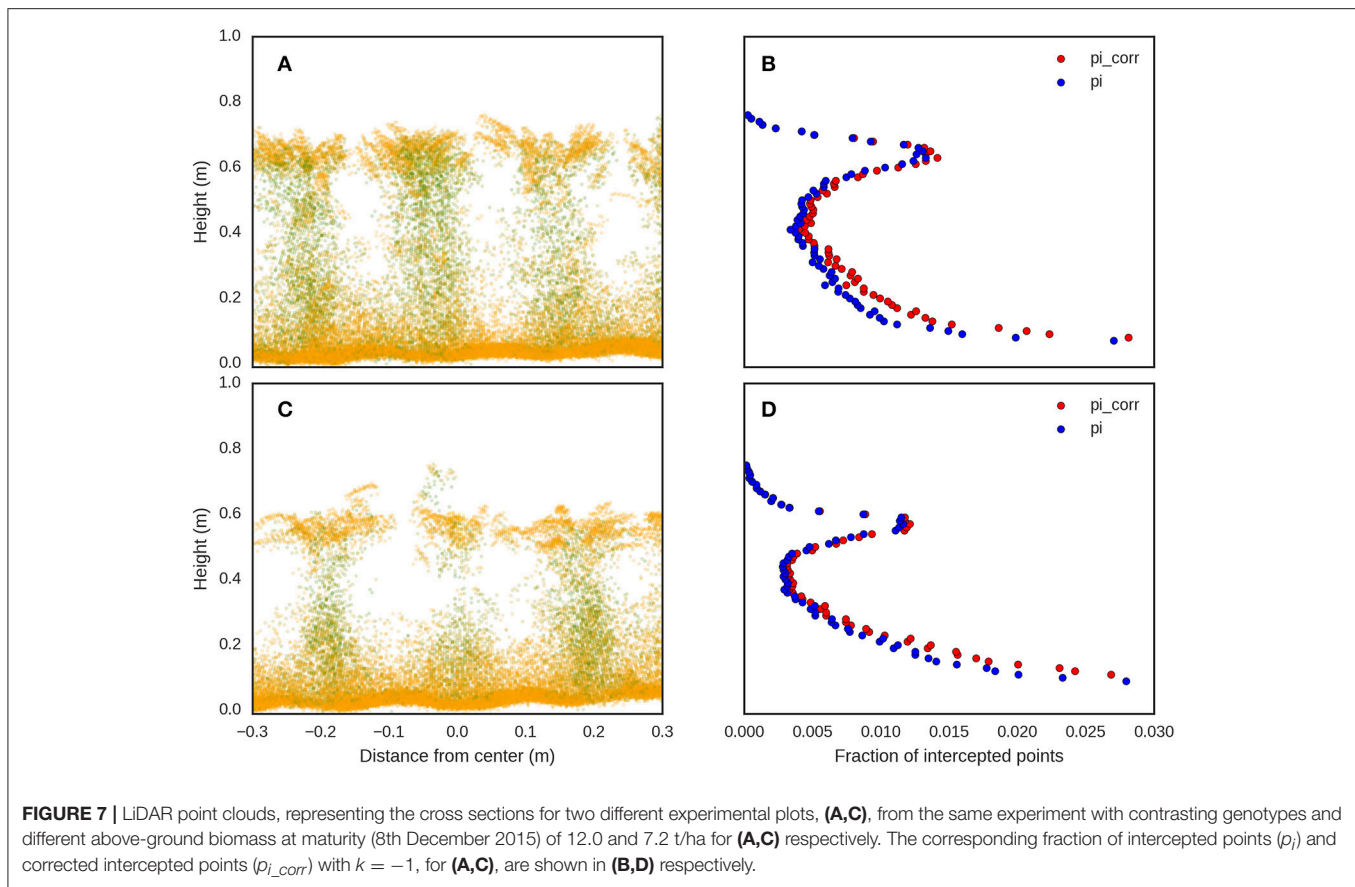 1.0
0.8
0.6
0.4
0.2
0.0
Height (m)
A
B
pi_corr
pi
1.0
0.8
0.6
0.4
0.2
0.0
Height (m)
C
D
pi_corr
pi
−0.3 −0.2 −0.1 0.0 0.1 0.2 0.3
Distance from center (m)
0.000 0.005 0.010 0.015 0.020 0.025 0.030
Fraction of intercepted points
FIGURE 7 | LiDAR point clouds, representing the cross sections for two different experimental plots, (A,C), from the same experiment with contrasting genotypes and
different above-ground biomass at maturity (8th December 2015) of 12.0 and 7.2 t/ha for (A,C) respectively. The corresponding fraction of intercepted points (pi) and
corrected intercepted points (pi_corr) with k = −1, for (A,C), are shown in (B,D) respectively.